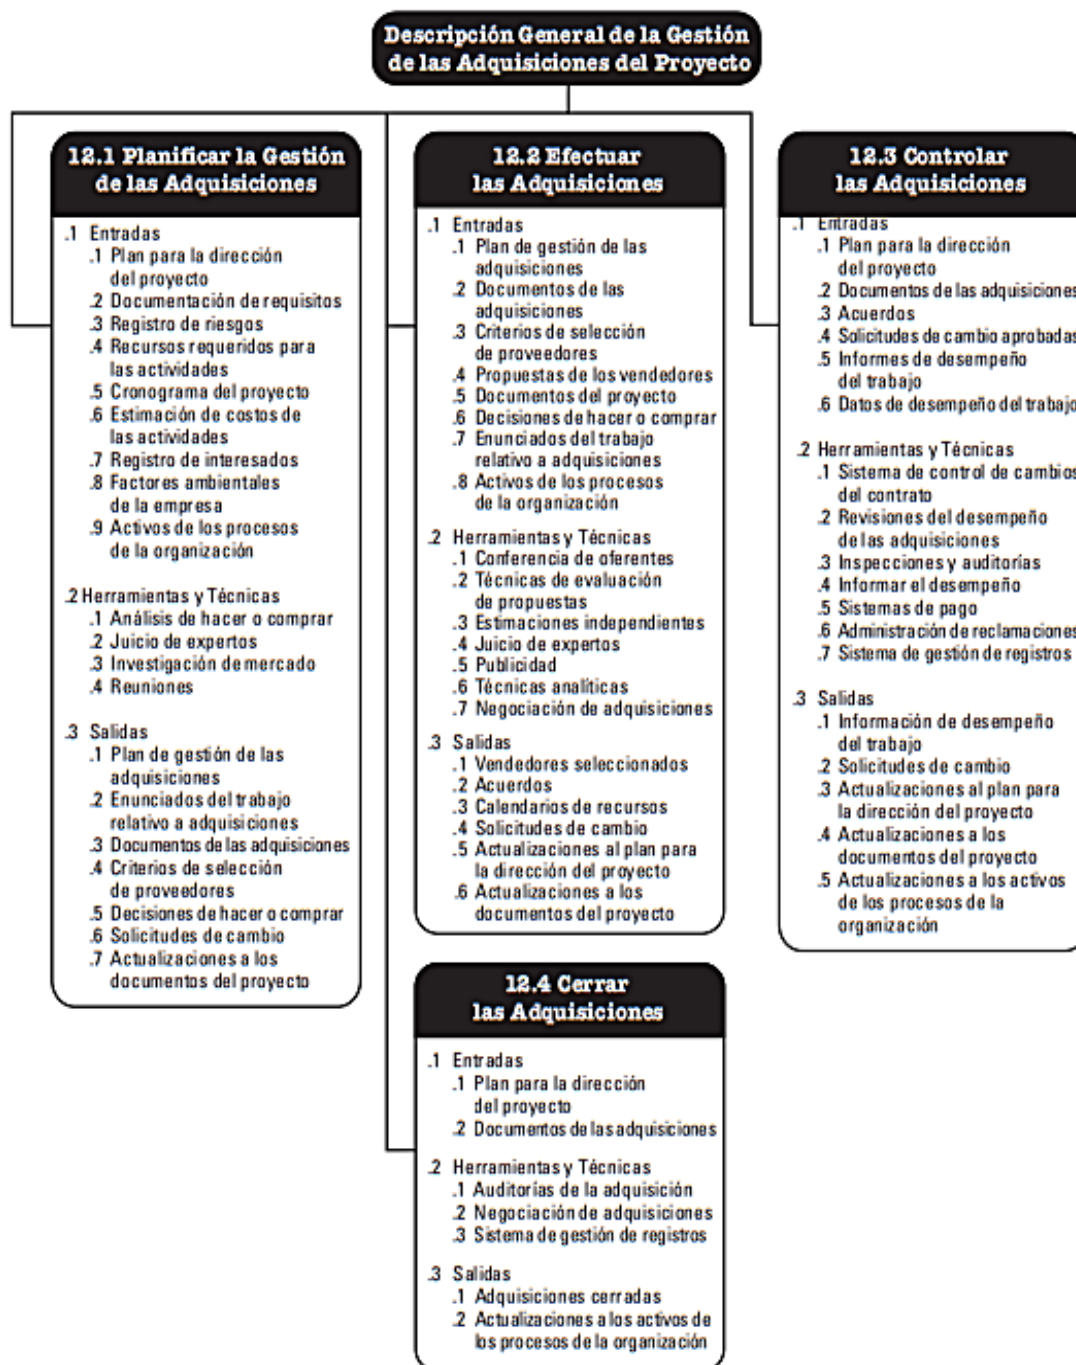 Descripción General de la Gestión
de las Adquisiciones del Proyecto
12.1 Planificar la Gestión
de las Adquisiciones
.1 Entradas
.1 Plan para la dirección
del proyecto
.2 Documentación de requisitos
.3 Registro de riesgos
.4 Recursos requeridos para
las actividades
.5 Cronograma del proyecto
.6 Estimación de costos de
las actividades
.7 Registro de interesados
.8 Factores ambientales
de la empresa
.9 Activos de los procesos
de la organización
.2 Herramientas y Técnicas
.1 Análisis de hacer o comprar
.2 Juicio de expertos
.3 Investigación de mercado
.4 Reuniones
.3 Salidas
.1 Plan de gestión de las
adquisiciones
.2 Enunciados del trabajo
relativo a adquisiciones
.3 Documentos de las adquisiciones
.4 Criterios de selección
de proveedores
.5 Decisiones de hacer o comprar
.6 Solicitudes de cambio
.7 Actualizaciones a los
documentos del proyecto
12.2 Efectuar
las Adquisiciones
.1 Entradas
.1 Plan de gestión de las
adquisiciones
.2 Documentos de las
adquisiciones
.3 Criterios de selección
de proveedores
.4 Propuestas de los vendedores
.5 Documentos del proyecto
.6 Decisiones de hacer o comprar
.7 Enunciados del trabajo
relativo a adquisiciones
.8 Activos de los procesos
de la organización
.2 Herramientas y Técnicas
.1 Conferencia de oferentes
.2 Técnicas de evaluación
de propuestas
.3 Estimaciones independientes
.4 Juicio de expertos
.5 Publicidad
.6 Técnicas analíticas
.7 Negociación de adquisiciones
.3 Salidas
.1 Vendedores seleccionados
.2 Acuerdos
.3 Calendarios de recursos
.4 Solicitudes de cambio
.5 Actualizaciones al plan para
la dirección del proyecto
.6 Actualizaciones a los
documentos del proyecto
12.3 Controlar
las Adquisiciones
.1 Entradas
.1 Plan para la dirección
del proyecto
.2 Documentos de las adquisiciones
.3 Acuerdos
.4 Solicitudes de cambio aprobadas
.5 Informes de desempeño
del trabajo
.6 Datos de desempeño del trabajo
.2 Herramientas y Técnicas
.1 Sistema de control de cambios
del contrato
.2 Revisiones del desempeño
de las adquisiciones
.3 Inspecciones y auditorías
.4 Informar el desempeño
.5 Sistemas de pago
.6 Administración de reclamaciones
.7 Sistema de gestión de registros
.3 Salidas
.1 Información de desempeño
del trabajo
.2 Solicitudes de cambio
.3 Actualizaciones al plan para
la dirección del proyecto
.4 Actualizaciones a los
documentos del proyecto
.5 Actualizaciones a los activos
de los procesos de la
organización
12.4 Cerrar
las Adquisiciones
.1 Entradas
.1 Plan para la dirección
del proyecto
.2 Documentos de las adquisiciones
.2 Herramientas y Técnicas
.1 Auditorías de la adquisición
.2 Negociación de adquisiciones
.3 Sistema de gestión de registros
.3 Salidas
.1 Adquisiciones cerradas
.2 Actualizaciones a los activos de
los procesos de la organización